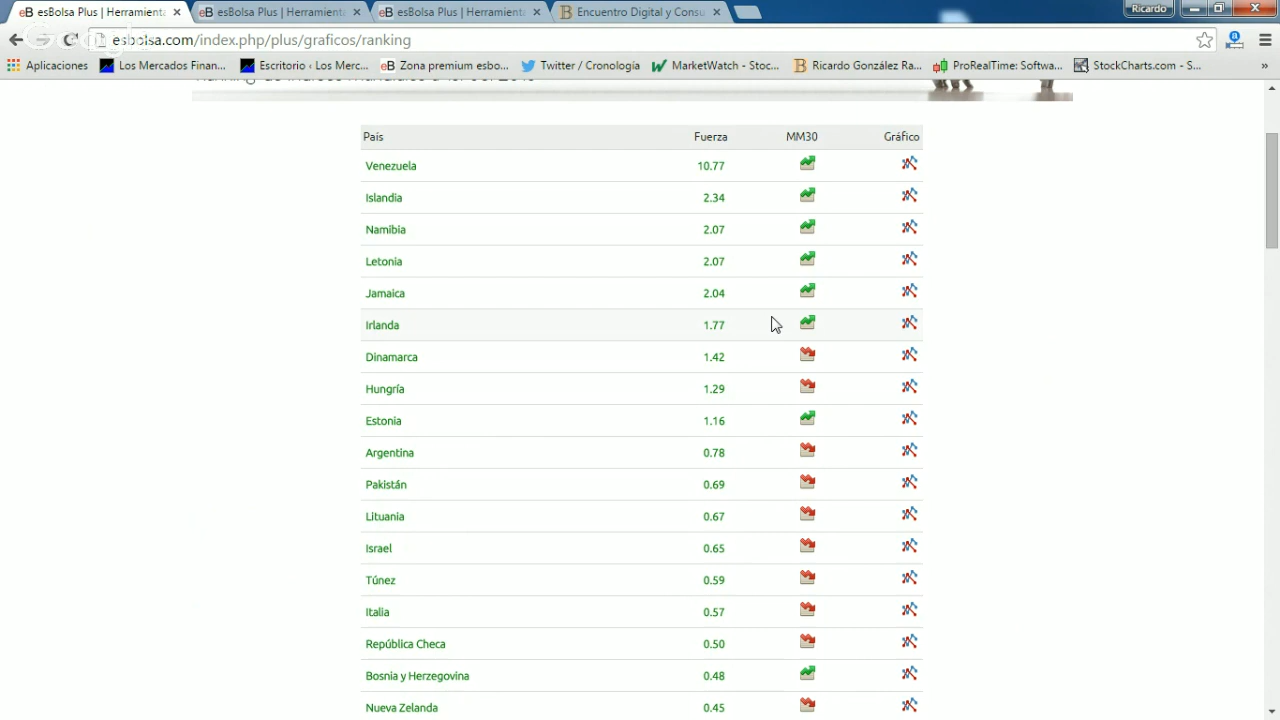 esBolsa Plus | Herramienta
esBolsa Plus | Herramienta
esBolsa Plus | Herramienta
Encuentro Digital y Consu
Ricardo
esbolsa.com/index.php/plus/graficos/ranking
Aplicaciones
Los Mercados Finan...
Escritorio ‹ Los Merc...
Zona premium esbo...
Twitter / Cronología
MarketWatch - Stoc...
Ricardo González Ra...
ProRealTime: Softwa...
StockCharts.com - S...
»
País Fuerza MM30 Gráfico
Venezuela 10.77
Islandia 2.34
Namibia 2.07
Letonia 2.07
Jamaica 2.04
Irlanda 1.77
Dinamarca 1.42
Hungría 1.29
Estonia 1.16
Argentina 0.78
Pakistán 0.69
Lituania 0.67
Israel 0.65
Túnez 0.59
Italia 0.57
República Checa 0.50
Bosnia y Herzegovina 0.48
Nueva Zelanda 0.45